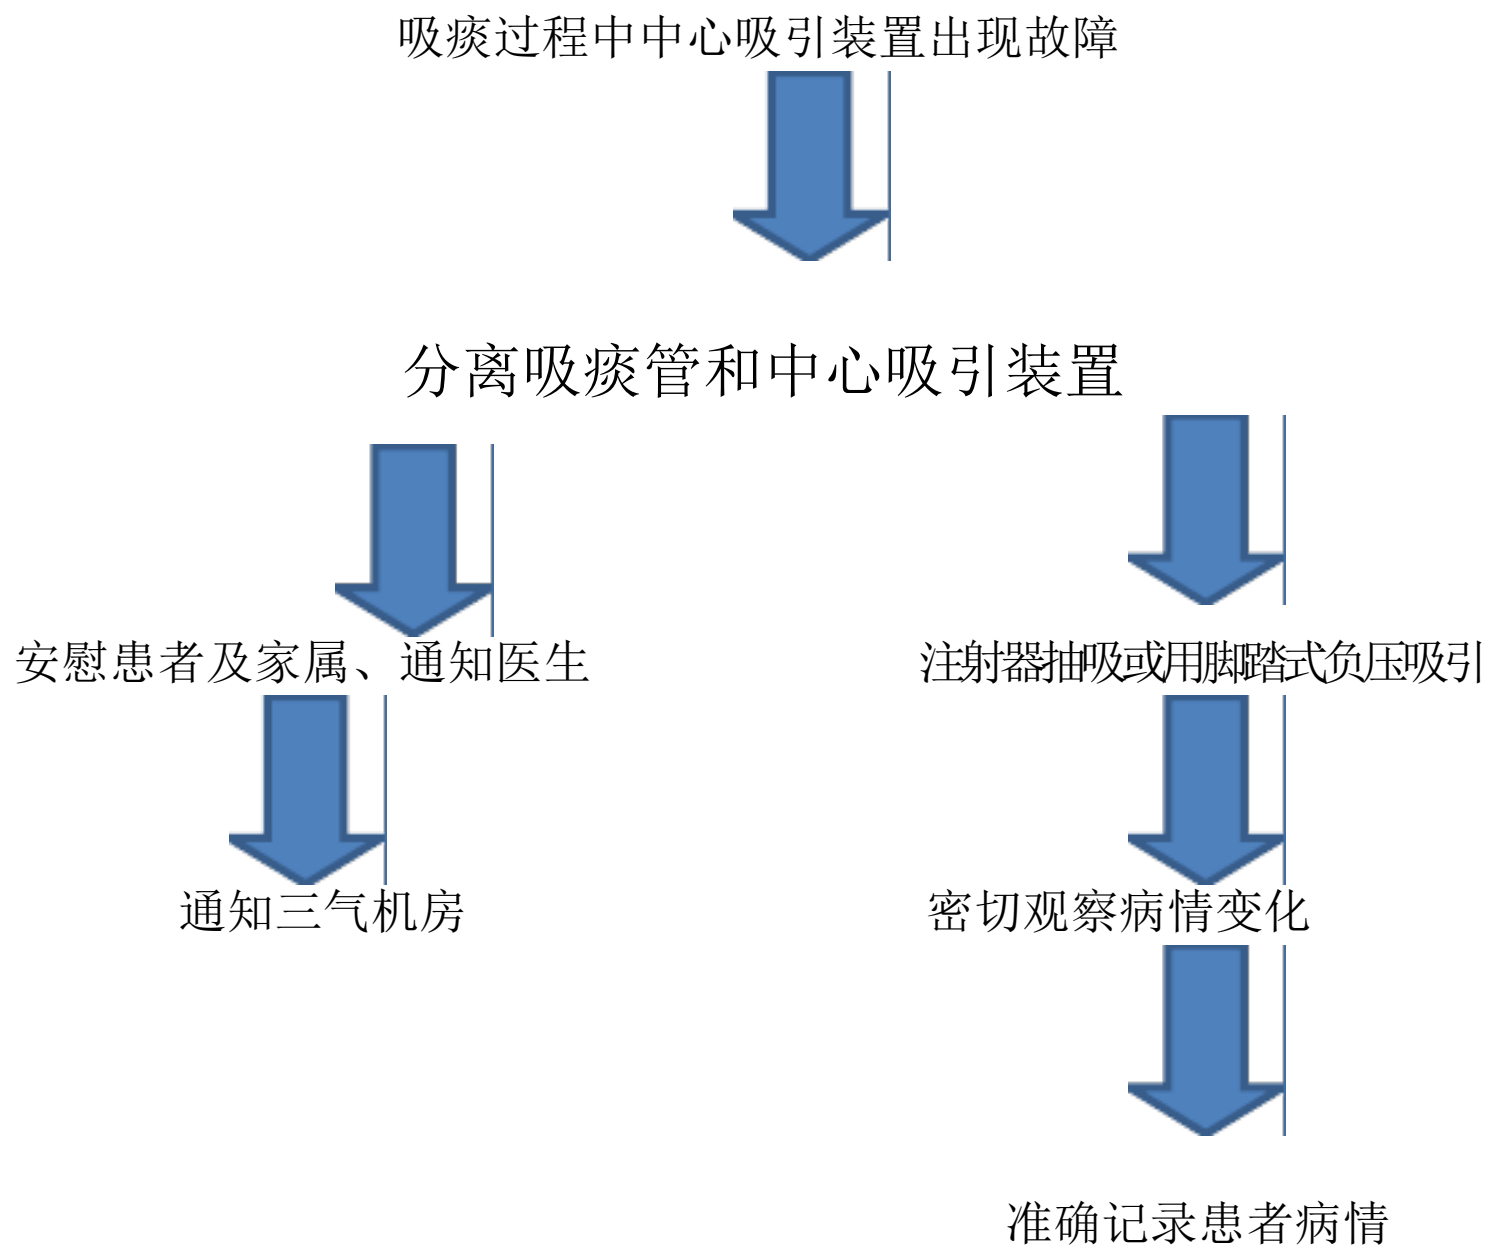 吸痰过程中中心吸引装置出现故障
分离吸痰管和中心吸引装置
安慰患者及家属、通知医生
注射器抽吸或用脚踏式负压吸引
通知三气机房
密切观察病情变化
准确记录患者病情